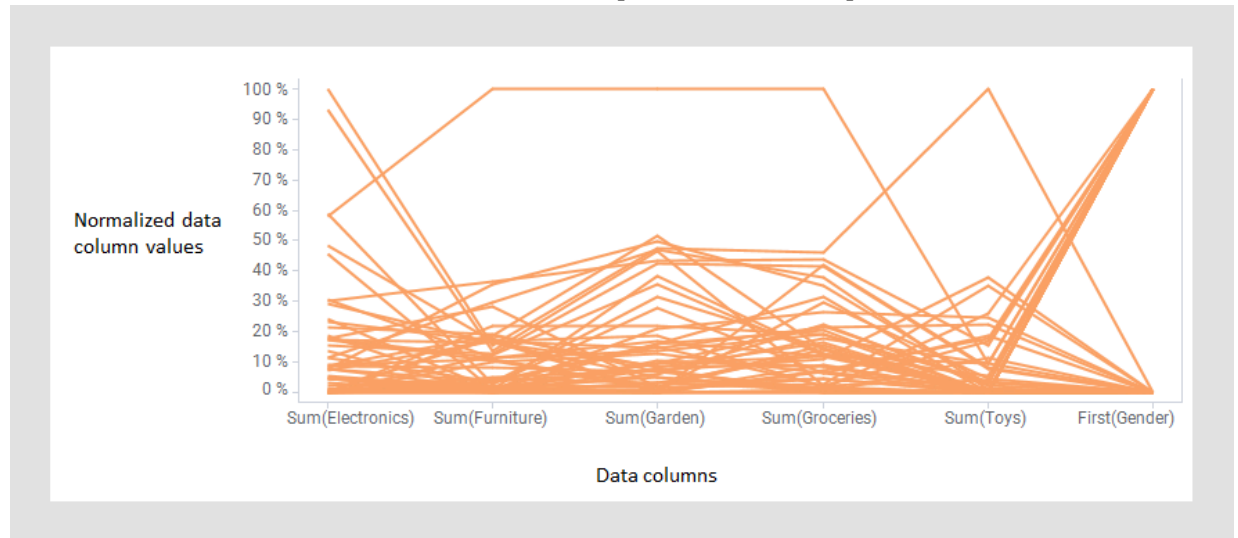 100 %
90 %
80 %
70 %
60 %
50 %
40 %
30 %
20 %
10 %
0 %
Normalized data
column values
Sum(Electronics) Sum(Furniture) Sum(Garden) Sum(Groceries) Sum(Toys) First(Gender)
Data columns